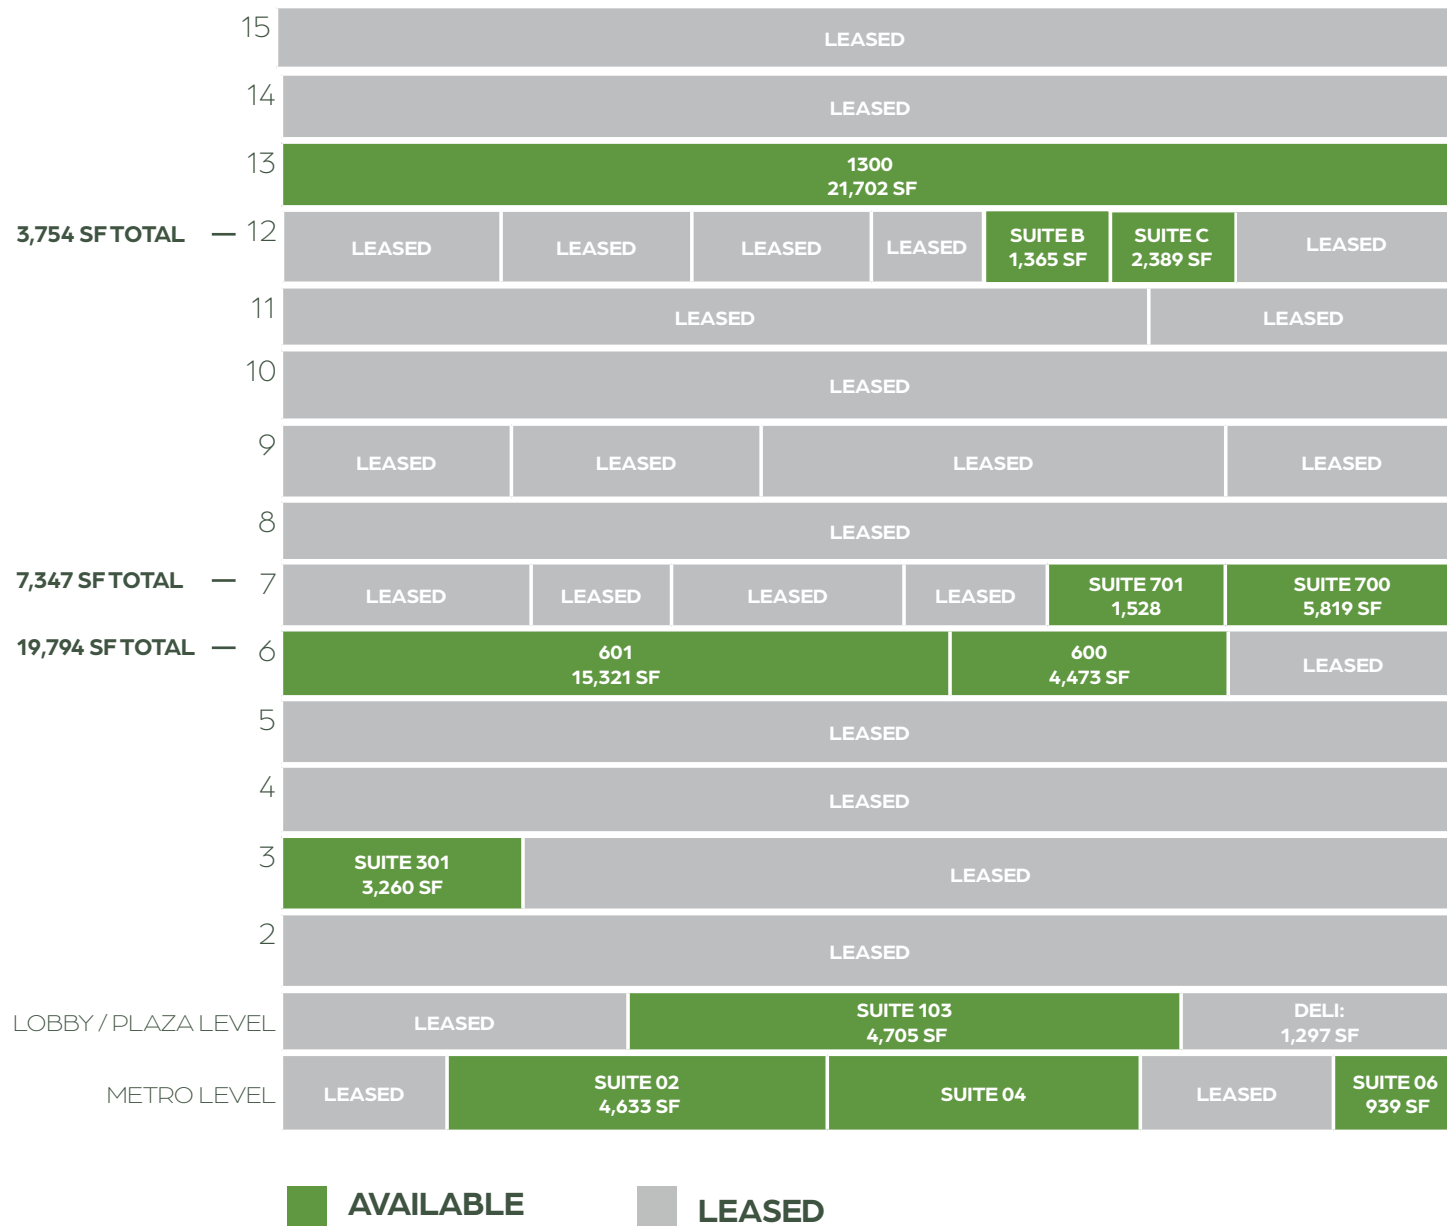 15
LEASED
14
LEASED
13
1300
21,702 SF
3,754 SF TOTAL — 12
LEASED
LEASED
LEASED
LEASED
SUITE B
1,365 SF
SUITE C
2,389 SF
LEASED
11
LEASED
LEASED
10
LEASED
9
LEASED
LEASED
LEASED
LEASED
8
LEASED
7,347 SF TOTAL — 7
LEASED
LEASED
LEASED
LEASED
SUITE 701
1,528
SUITE 700
5,819 SF
19,794 SF TOTAL — 6
601
15,321 SF
600
4,473 SF
LEASED
5
LEASED
4
LEASED
3
SUITE 301
3,260 SF
LEASED
2
LEASED
LOBBY / PLAZA LEVEL
LEASED
SUITE 103
4,705 SF
DELI:
1,297 SF
METRO LEVEL
LEASED
SUITE 02
4,633 SF
SUITE 04
LEASED
SUITE 06
939 SF
AVAILABLE
LEASED